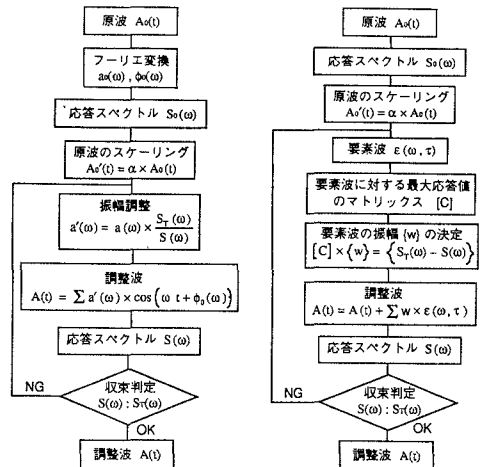 原波 A₀(t)
フーリエ変換
a₀(ω) , ϕ₀(ω)
応答スペクトル S₀(ω)
原波のスケーリング
A₀'(t) = α × A₀(t)
振幅調整
a'(ω) = a(ω) × S_T(ω) / S(ω)
調整波
A(t) = ∑ a'(ω) × cos(ω t + ϕ₀(ω))
応答スペクトル S(ω)
NG
収束判定
S(ω) : S_T(ω)
OK
調整波 A(t)
原波 A₀(t)
応答スペクトル S₀(ω)
原波のスケーリング
A₀'(t) = α × A₀(t)
要素波 ε(ω, τ)
要素波に対する最大応答値
のマトリックス [C]
要素波の振幅 {w} の決定
[C] × {w} = {S_T(ω) − S(ω)}
調整波
A(t) = A(t) + ∑ w × ε(ω, τ)
応答スペクトル S(ω)
NG
収束判定
S(ω) : S_T(ω)
OK
調整波 A(t)